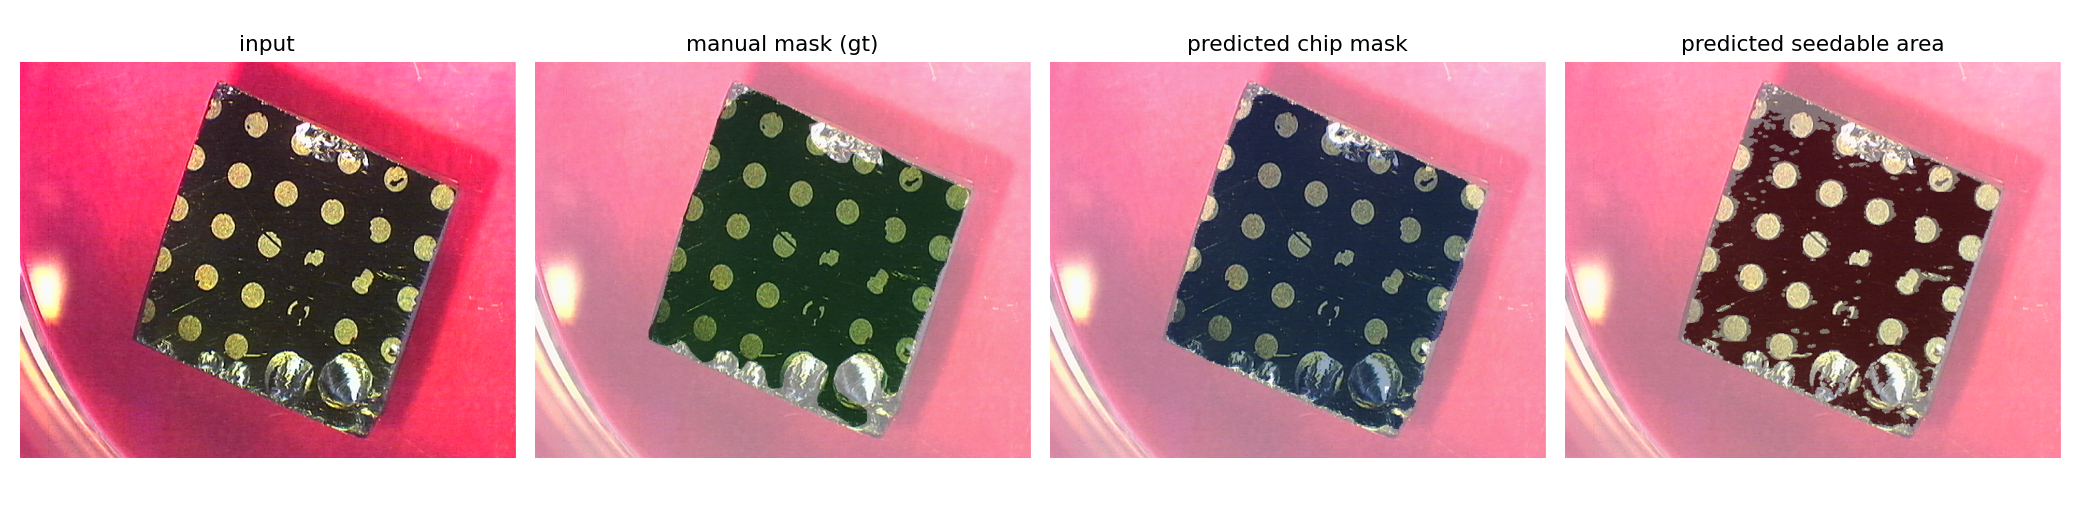 input
manual mask (gt)
predicted chip mask
predicted seedable area